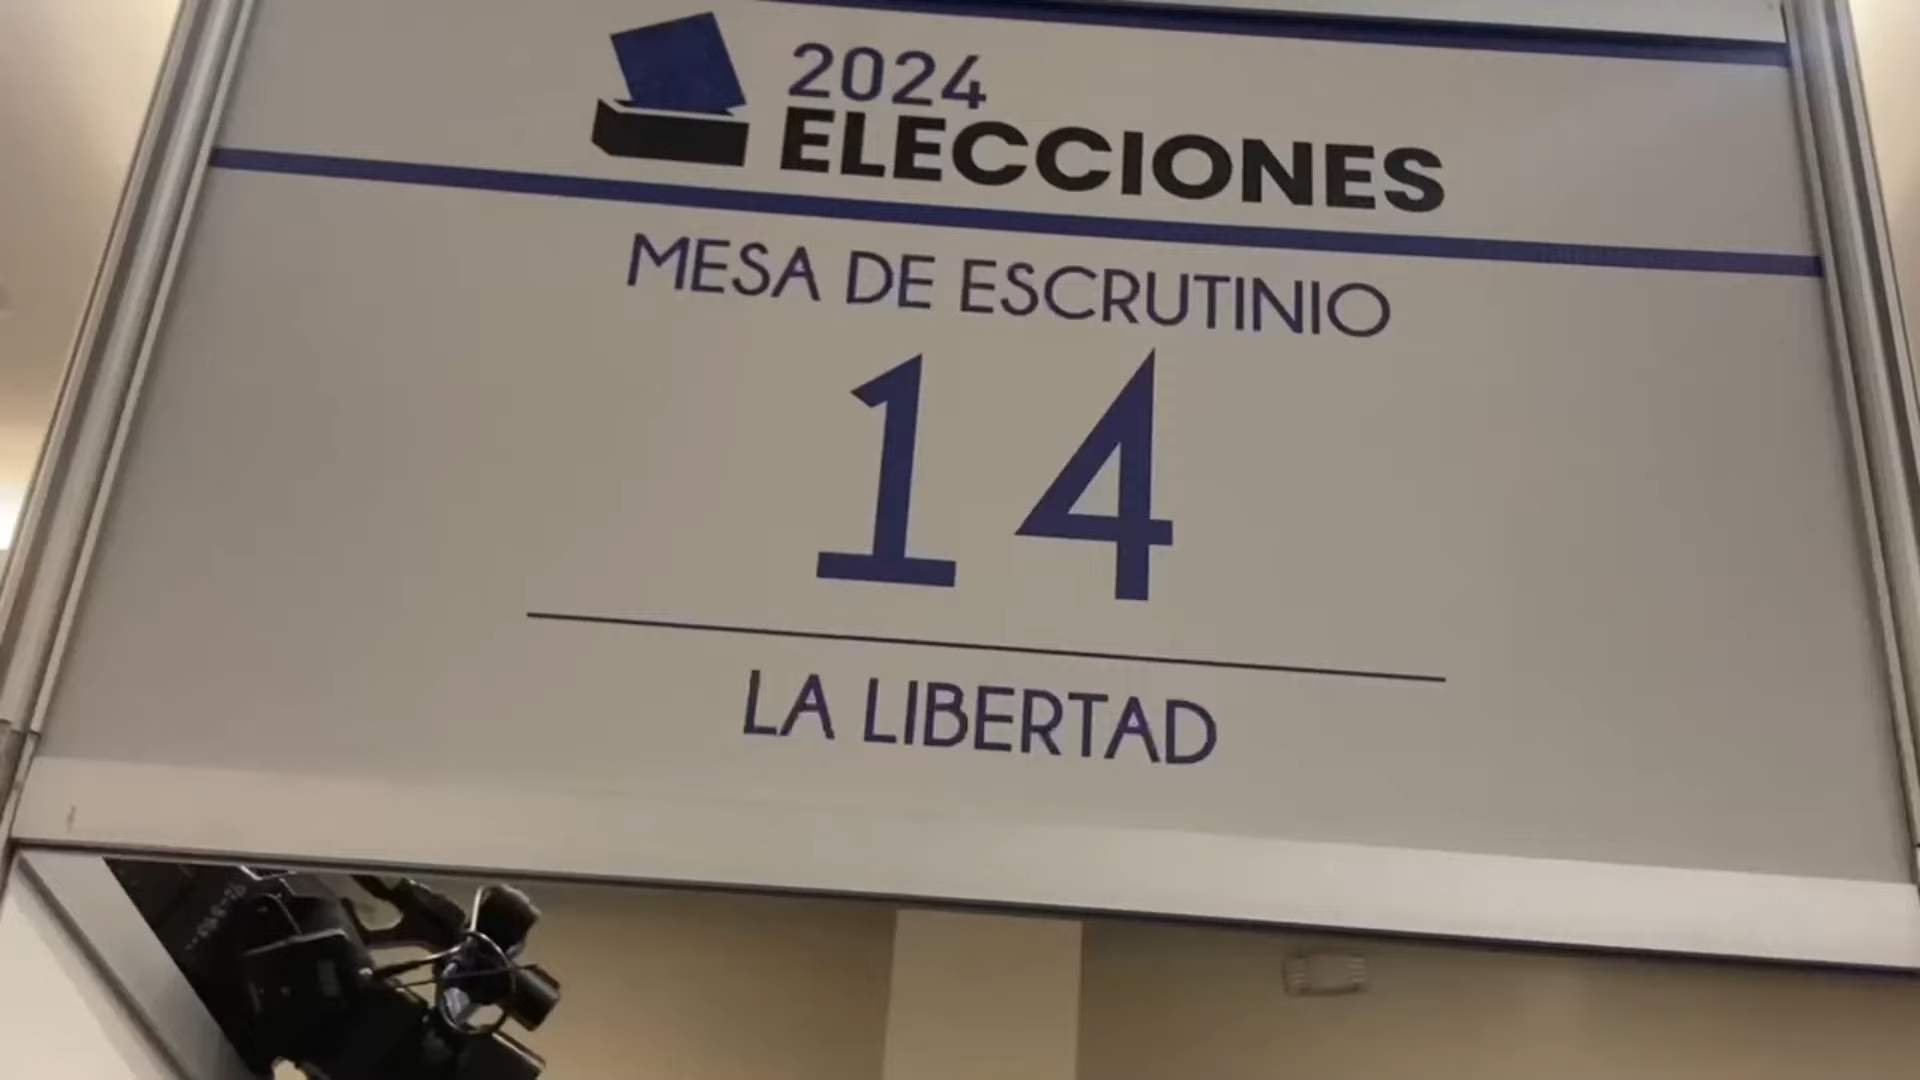 2024
ELECCIONES
MESA DE ESCRUTINIO
14
LA LIBERTAD